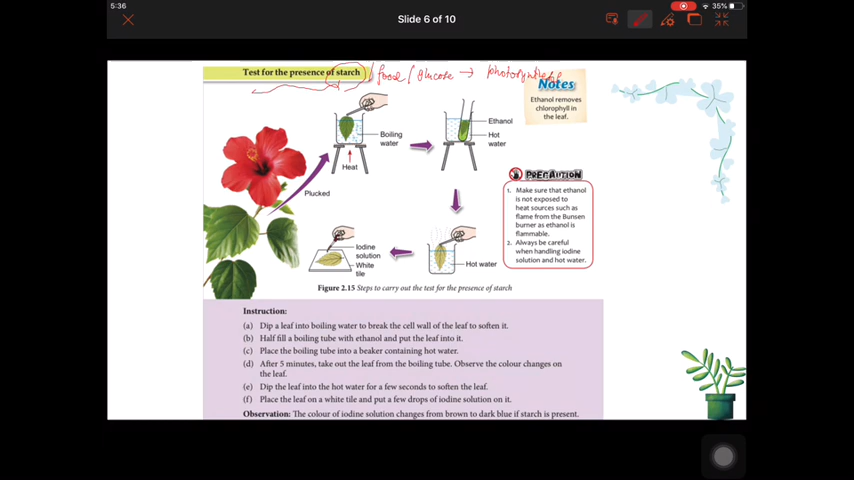 5:36
35%
Slide 6 of 10
Test for the presence of starch / food / glucose → photosynthesis
Notes
Ethanol removes
chlorophyll in
the leaf.
Boiling
water
Heat
Ethanol
Hot
water
Plucked
PRECAUTION
1. Make sure that ethanol
is not exposed to
heat sources such as
flame from the Bunsen
burner as ethanol is
flammable.
2. Always be careful
when handling iodine
solution and hot water.
Iodine
solution
White
tile
Hot water
Figure 2.15 Steps to carry out the test for the presence of starch
Instruction:
(a) Dip a leaf into boiling water to break the cell wall of the leaf to soften it.
(b) Half fill a boiling tube with ethanol and put the leaf into it.
(c) Place the boiling tube into a beaker containing hot water.
(d) After 5 minutes, take out the leaf from the boiling tube. Observe the colour changes on
the leaf.
(e) Dip the leaf into the hot water for a few seconds to soften the leaf.
(f) Place the leaf on a white tile and put a few drops of iodine solution on it.
Observation: The colour of iodine solution changes from brown to dark blue if starch is present.